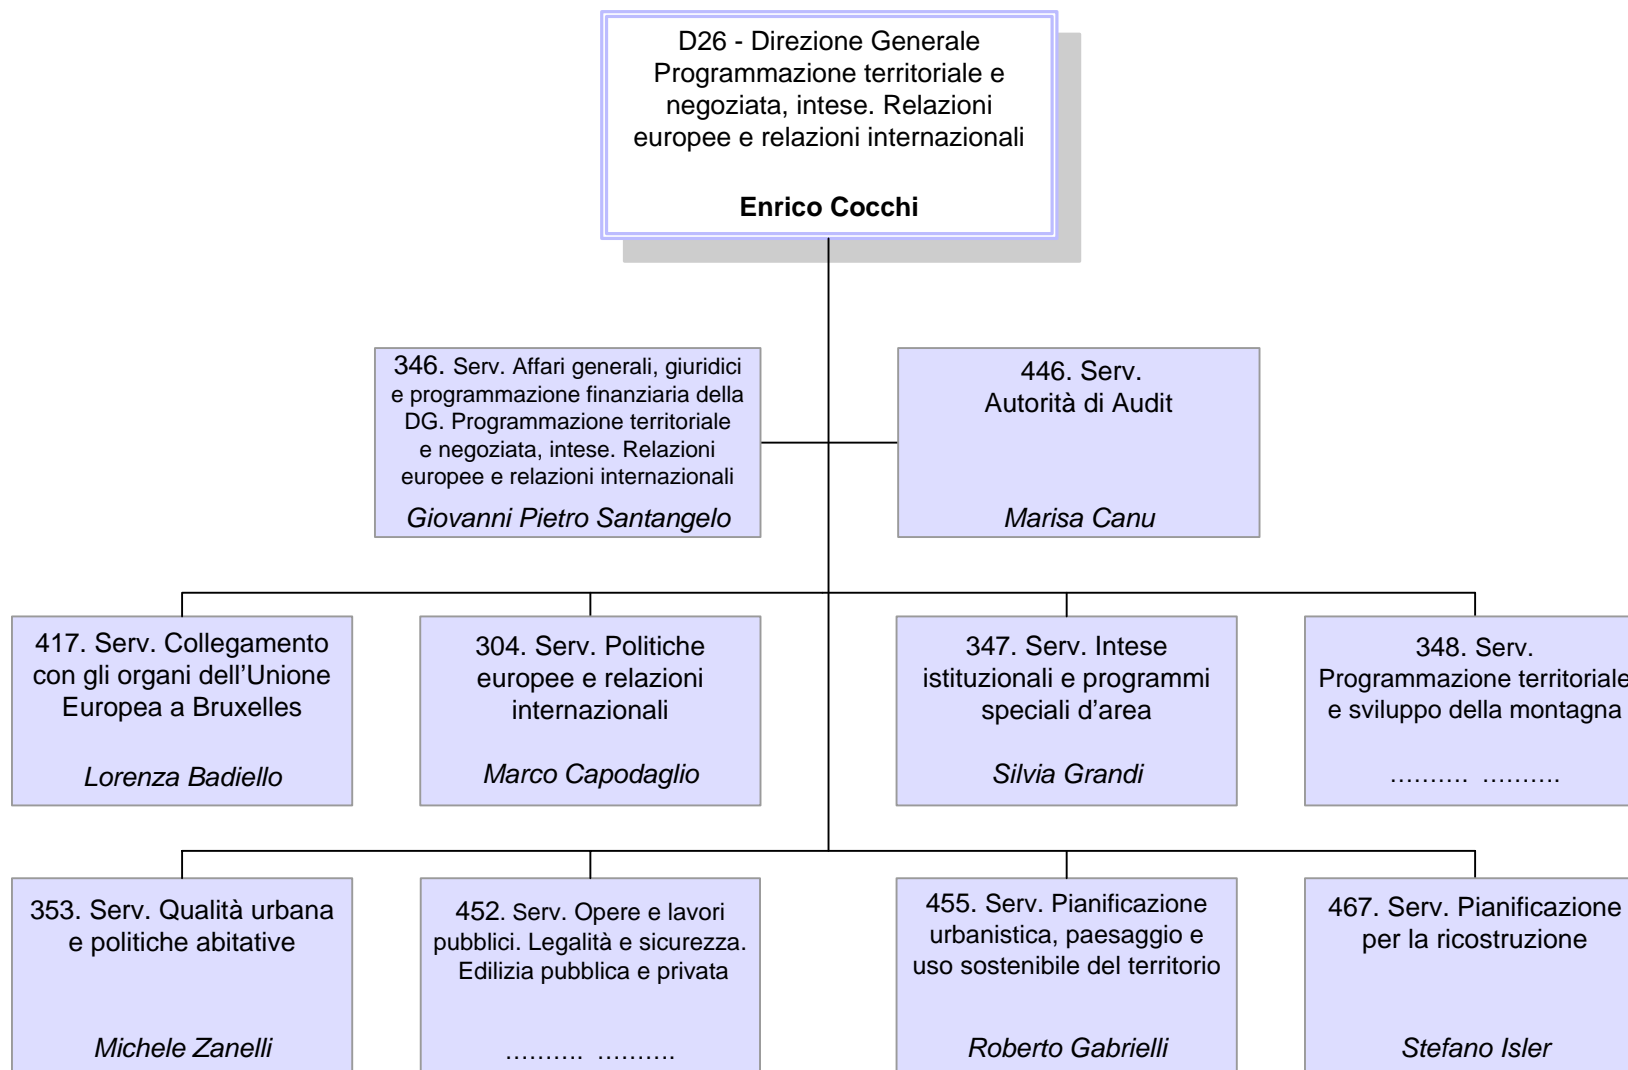 D26 - Direzione Generale
Programmazione territoriale e
negoziata, intese. Relazioni
europee e relazioni internazionali
Enrico Cocchi
346. Serv. Affari generali, giuridici
e programmazione finanziaria della
DG. Programmazione territoriale
e negoziata, intese. Relazioni
europee e relazioni internazionali
Giovanni Pietro Santangelo
446. Serv.
Autorità di Audit
Marisa Canu
417. Serv. Collegamento
con gli organi dell’Unione
Europea a Bruxelles
Lorenza Badiello
304. Serv. Politiche
europee e relazioni
internazionali
Marco Capodaglio
347. Serv. Intese
istituzionali e programmi
speciali d’area
Silvia Grandi
348. Serv.
Programmazione territoriale
e sviluppo della montagna
.......... ..........
353. Serv. Qualità urbana
e politiche abitative
Michele Zanelli
452. Serv. Opere e lavori
pubblici. Legalità e sicurezza.
Edilizia pubblica e privata
.......... ..........
455. Serv. Pianificazione
urbanistica, paesaggio e
uso sostenibile del territorio
Roberto Gabrielli
467. Serv. Pianificazione
per la ricostruzione
Stefano Isler